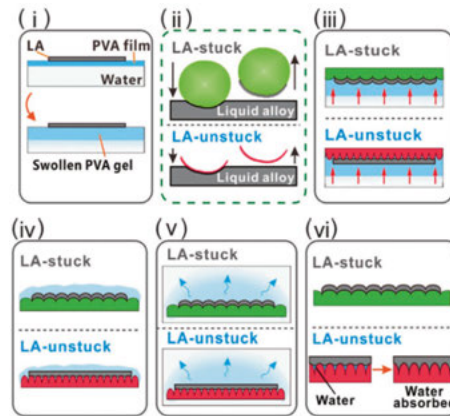 (i)
LA
PVA film
Water
Swollen PVA gel
(ii)
LA-stuck
Liquid alloy
LA-unstuck
Liquid alloy
(iii)
LA-stuck
LA-unstuck
(iv)
LA-stuck
LA-unstuck
(v)
LA-stuck
LA-unstuck
(vi)
LA-stuck
LA-unstuck
Water
Water
absorbed